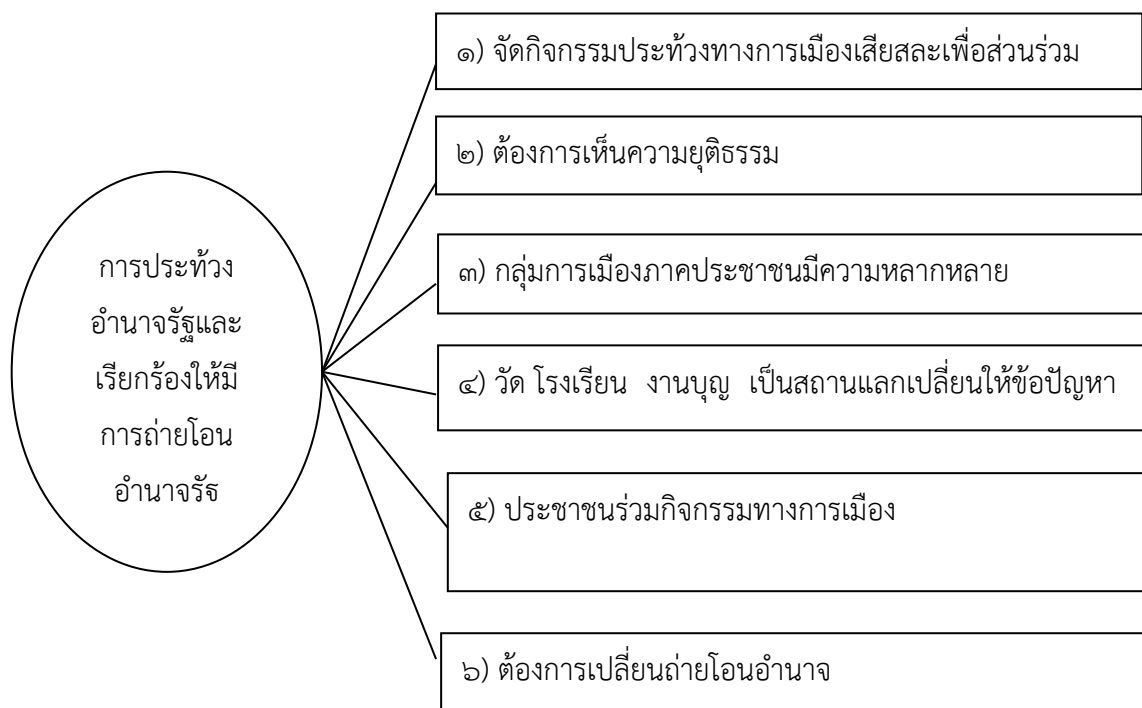 ๑) จัดกิจกรรมประท้วงทางการเมืองเสียสละเพื่อส่วนร่วม
๒) ต้องการเห็นความยุติธรรม
๓) กลุ่มการเมืองภาคประชาชนมีความหลากหลาย
๔) วัด โรงเรียน งานบุญ เป็นสถานแลกเปลี่ยนให้ข้อปัญหา
๕) ประชาชนร่วมกิจกรรมทางการเมือง
๖) ต้องการเปลี่ยนถ่ายโอนอำนาจ
การประท้วง
อำนาจรัฐและ
เรียกร้องให้มี
การถ่ายโอน
อำนาจรัฐ